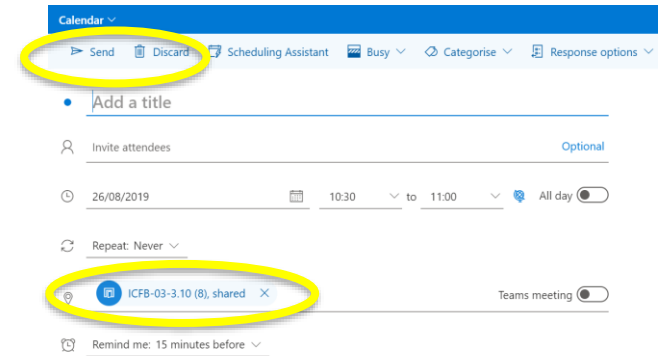 Calendar
Send Discard Scheduling Assistant Busy Categorise Response options
Add a title
Invite attendees Optional
26/08/2019 10:30 to 11:00 All day
Repeat: Never
ICFB-03-3.10 (8), shared Teams meeting
Remind me: 15 minutes before